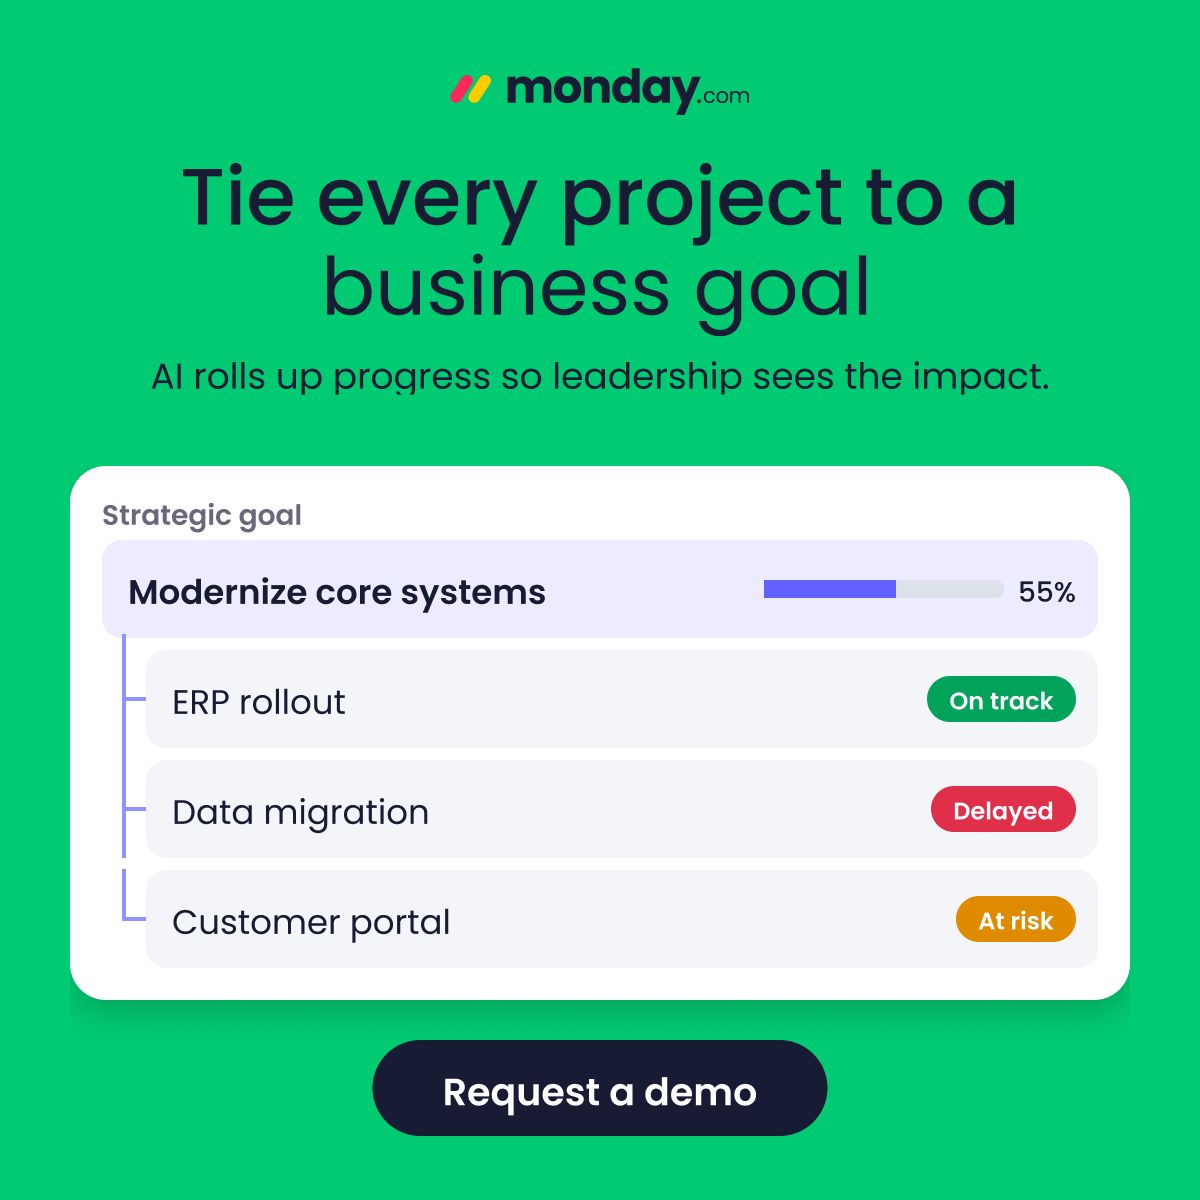 monday.com
Tie every project to a
business goal
AI rolls up progress so leadership sees the impact.
Strategic goal
Modernize core systems 55%
ERP rollout On track
Data migration Delayed
Customer portal At risk
Request a demo